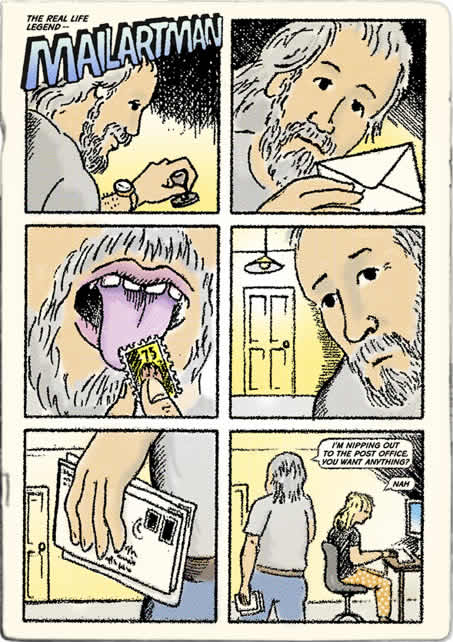 THE REAL LIFE
LEGEND—
MAILARTMAN
75
I'M NIPPING OUT
TO THE POST OFFICE,
YOU WANT ANYTHING?
NAH